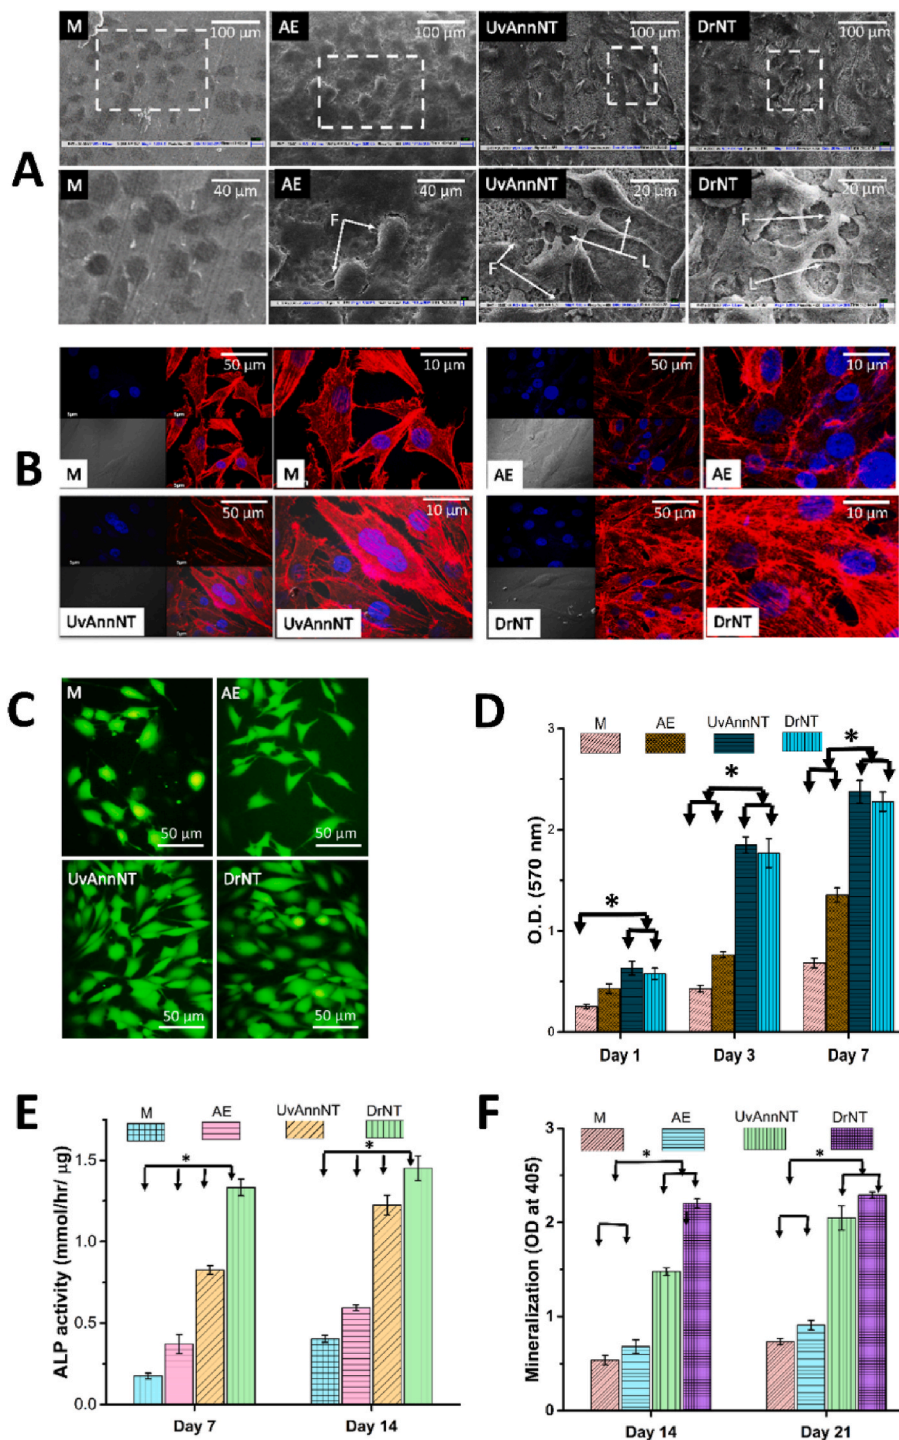 A
M
100 µm
AE
100 µm
UvAnnNT
100 µm
DrNT
100 µm
M
40 µm
AE
40 µm
F
UvAnnNT
20 µm
F
L
DrNT
20 µm
F
L
B
50 µm
10 µm
5µm
5µm
5µm
M
M
50 µm
10 µm
AE
AE
50 µm
10 µm
5µm
5µm
UvAnnNT
UvAnnNT
50 µm
10 µm
DrNT
DrNT
C
M
50 µm
AE
50 µm
UvAnnNT
50 µm
DrNT
50 µm
D
M AE UvAnnNT DrNT
O.D. (570 nm)
3
2
1
0
*
*
*
Day 1 Day 3 Day 7
E
M AE UvAnnNT DrNT
ALP activity (mmol/hr/ µg)
1.5
1.0
0.5
0.0
*
*
Day 7 Day 14
F
M AE UvAnnNT DrNT
Mineralization (OD at 405)
3
2
1
0
*
*
Day 14 Day 21